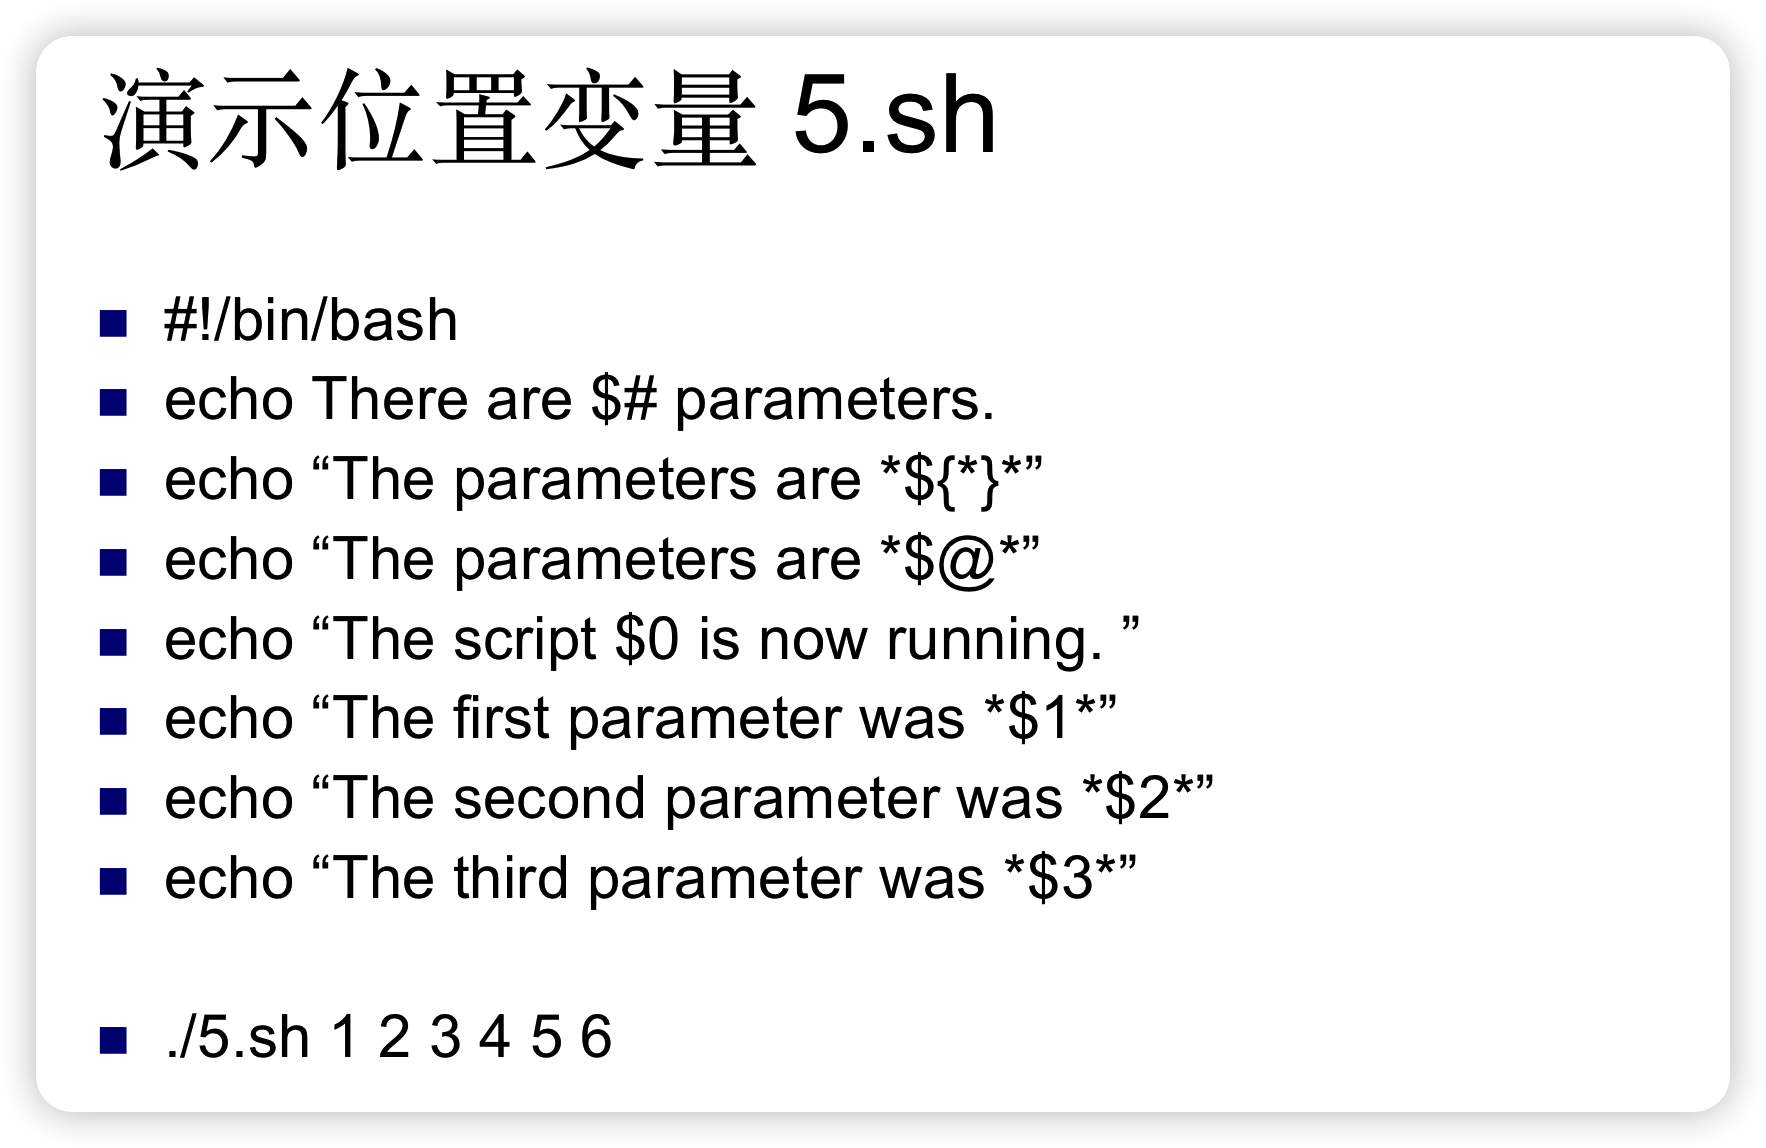 演示位置变量 5.sh
#!/bin/bash
echo There are $# parameters.
echo “The parameters are *${*}*”
echo “The parameters are *$@*”
echo “The script $0 is now running. ”
echo “The first parameter was *$1*”
echo “The second parameter was *$2*”
echo “The third parameter was *$3*”
./5.sh 1 2 3 4 5 6